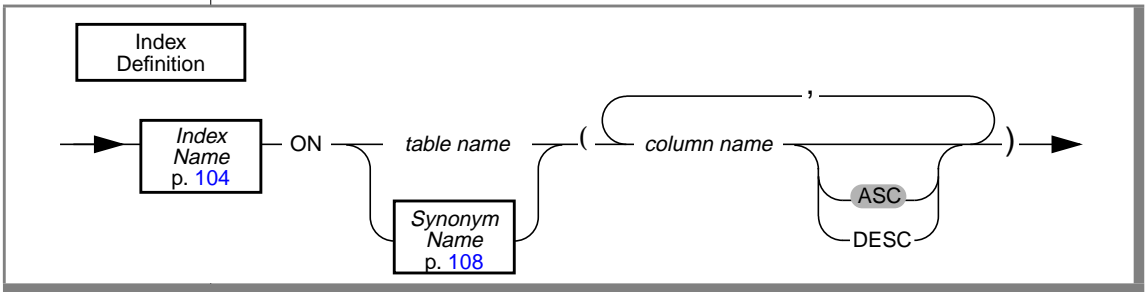 Index
Definition
,
Index
Name
p. 104
ON
table name
(
column name
)
ASC
DESC
Synonym
Name
p. 108